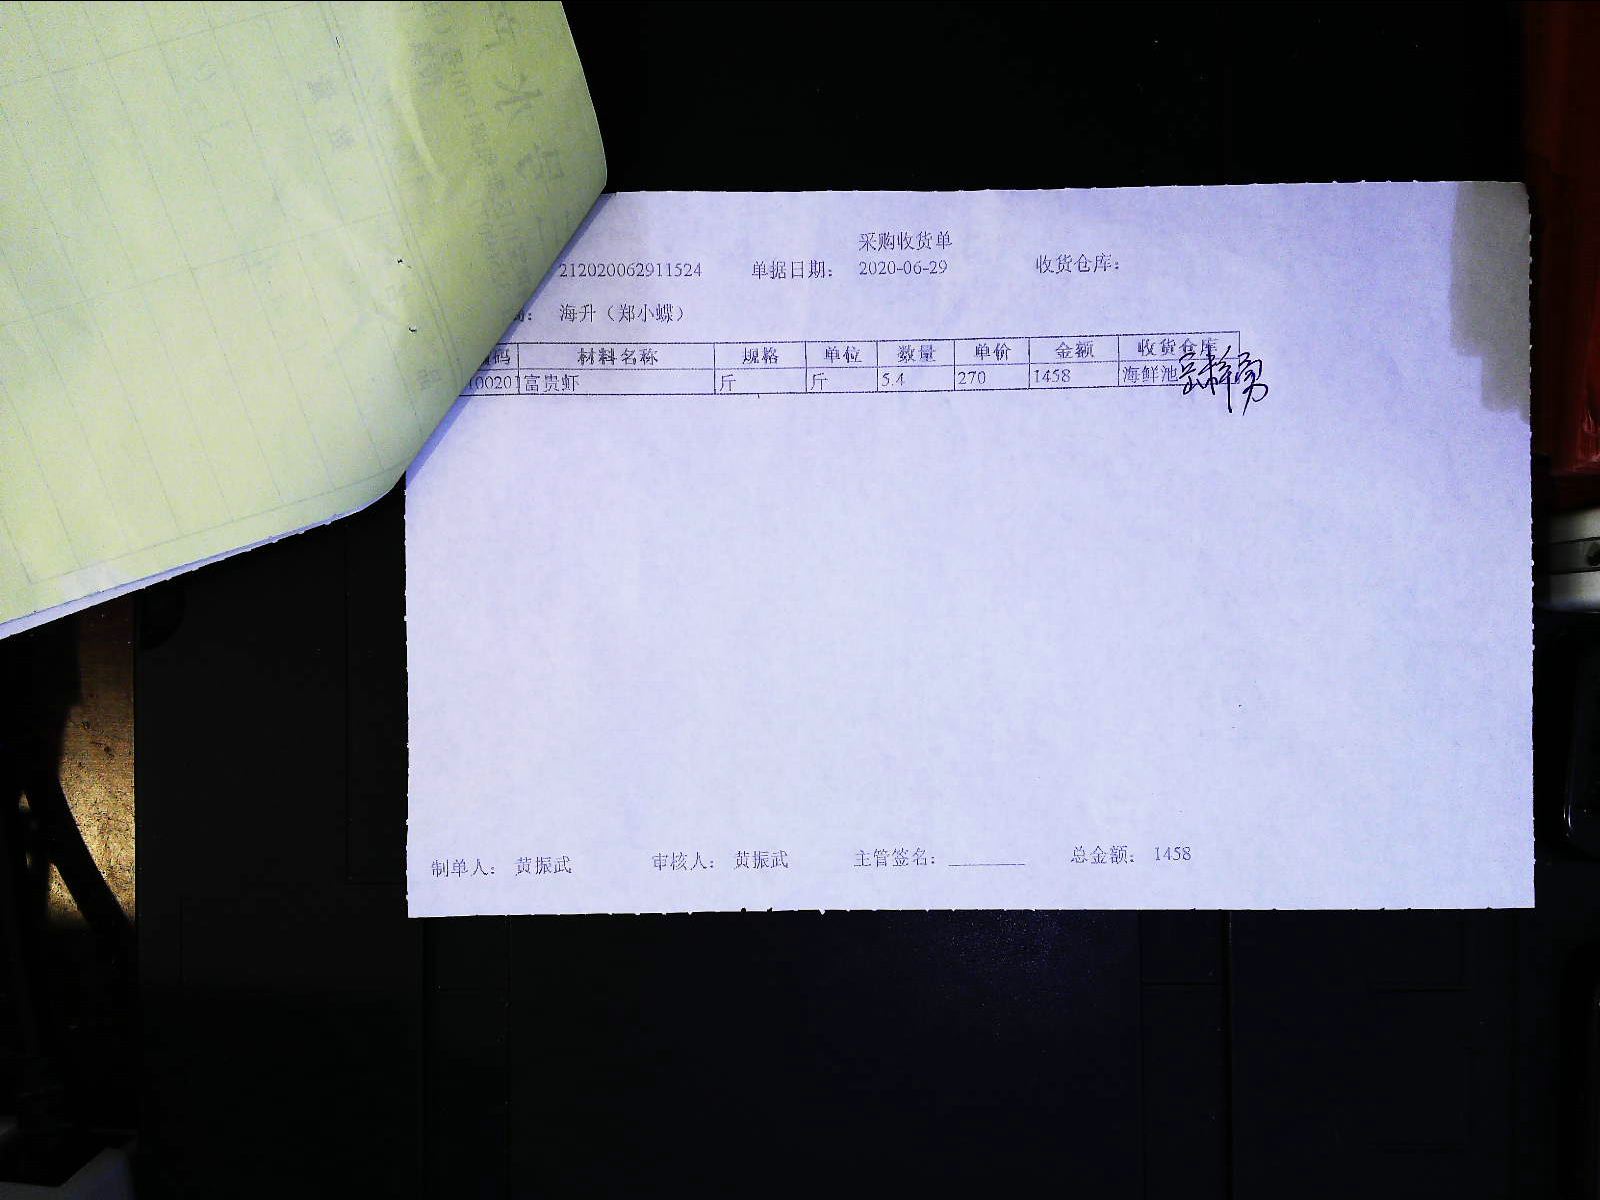 采购收货单
212020062911524 单据日期： 2020-06-29 收货仓库：
海升（郑小蝶）
码 材料名称 规格 单位 数量 单价 金额 收货仓库
00201 富贵虾 斤 斤 5.4 270 1458 海鲜池
制单人： 黄振武 审核人： 黄振武 主管签名： 总金额： 1458